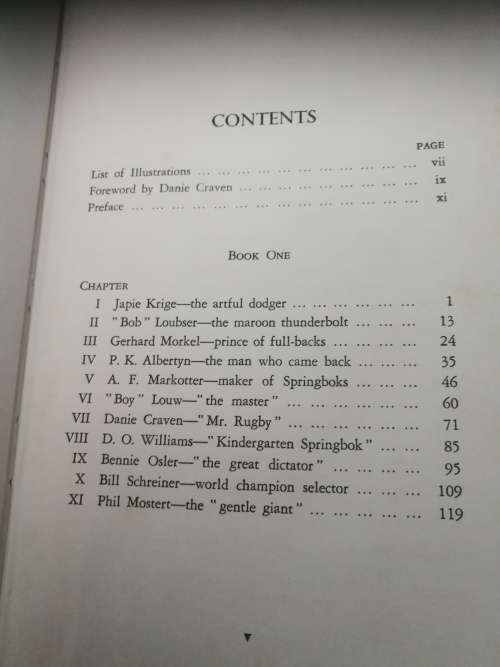 CONTENTS
PAGE
List of Illustrations ... ... ... ... ... ... ... ... ... ... ... vii
Foreword by Danie Craven ... ... ... ... ... ... ... ... ... ix
Preface ... ... ... ... ... ... ... ... ... ... ... ... ... ... xi
BOOK ONE
CHAPTER
I Japie Krige—the artful dodger ... ... ... ... ... ... 1
II "Bob" Loubser—the maroon thunderbolt ... ... ... ... 13
III Gerhard Morkel—prince of full-backs ... ... ... ... 24
IV P. K. Albertyn—the man who came back ... ... ... ... 35
V A. F. Markotter—maker of Springboks ... ... ... ... 46
VI "Boy" Louw—"the master" ... ... ... ... ... ... ... 60
VII Danie Craven—"Mr. Rugby" ... ... ... ... ... ... ... 71
VIII D. O. Williams—"Kindergarten Springbok" ... ... ... 85
IX Bennie Osler—"the great dictator" ... ... ... ... ... 95
X Bill Schreiner—world champion selector ... ... ... ... 109
XI Phil Mostert—the "gentle giant" ... ... ... ... ... ... 119